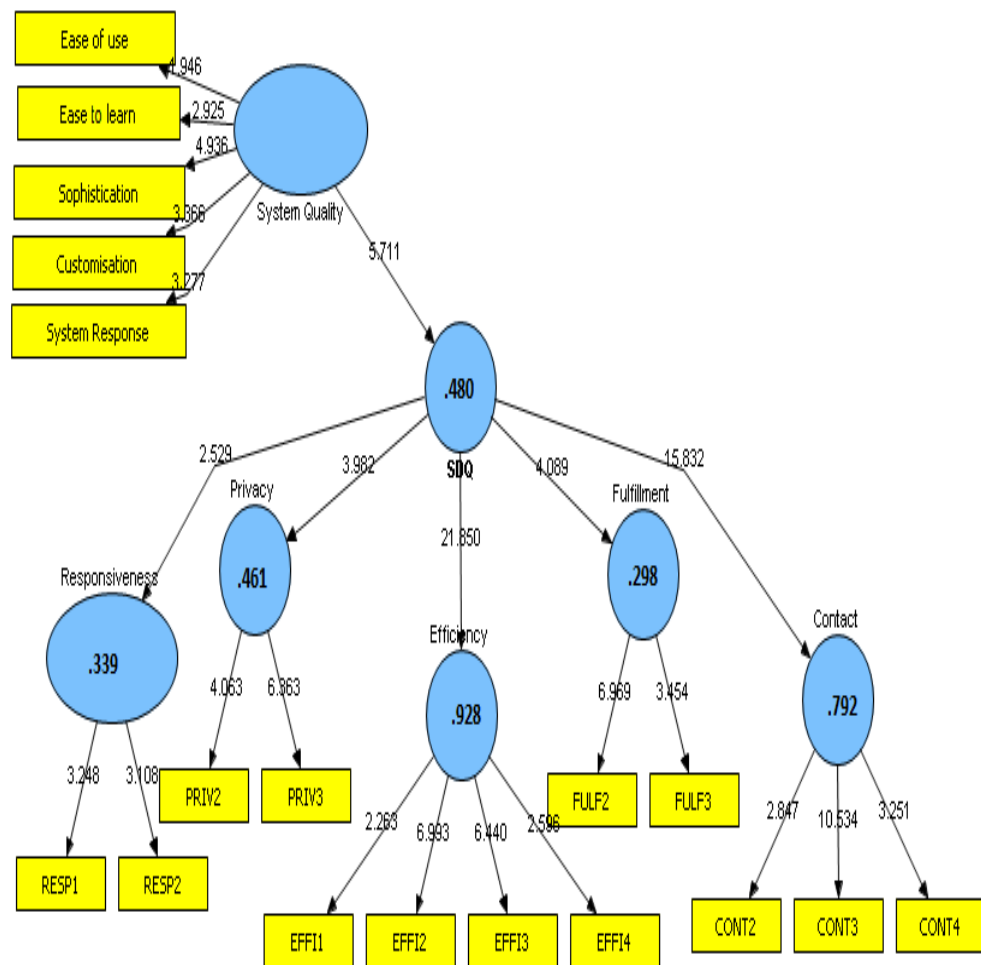 Ease of use
1.946
Ease to learn
2.925
4.936
Sophistication
3.366
Customisation
3.277
System Response
System Quality
5.711
.480
SDQ
2.529
3.982
21.850
4.089
15.832
Privacy
.461
Fulfillment
.298
Responsiveness
.339
Efficiency
.928
Contact
.792
4.063
6.363
6.969
3.454
3.248
3.108
PRIV2
PRIV3
FULF2
FULF3
2.263
6.993
6.440
2.596
2.847
10.534
3.251
RESP1
RESP2
EFFI1
EFFI2
EFFI3
EFFI4
CONT2
CONT3
CONT4